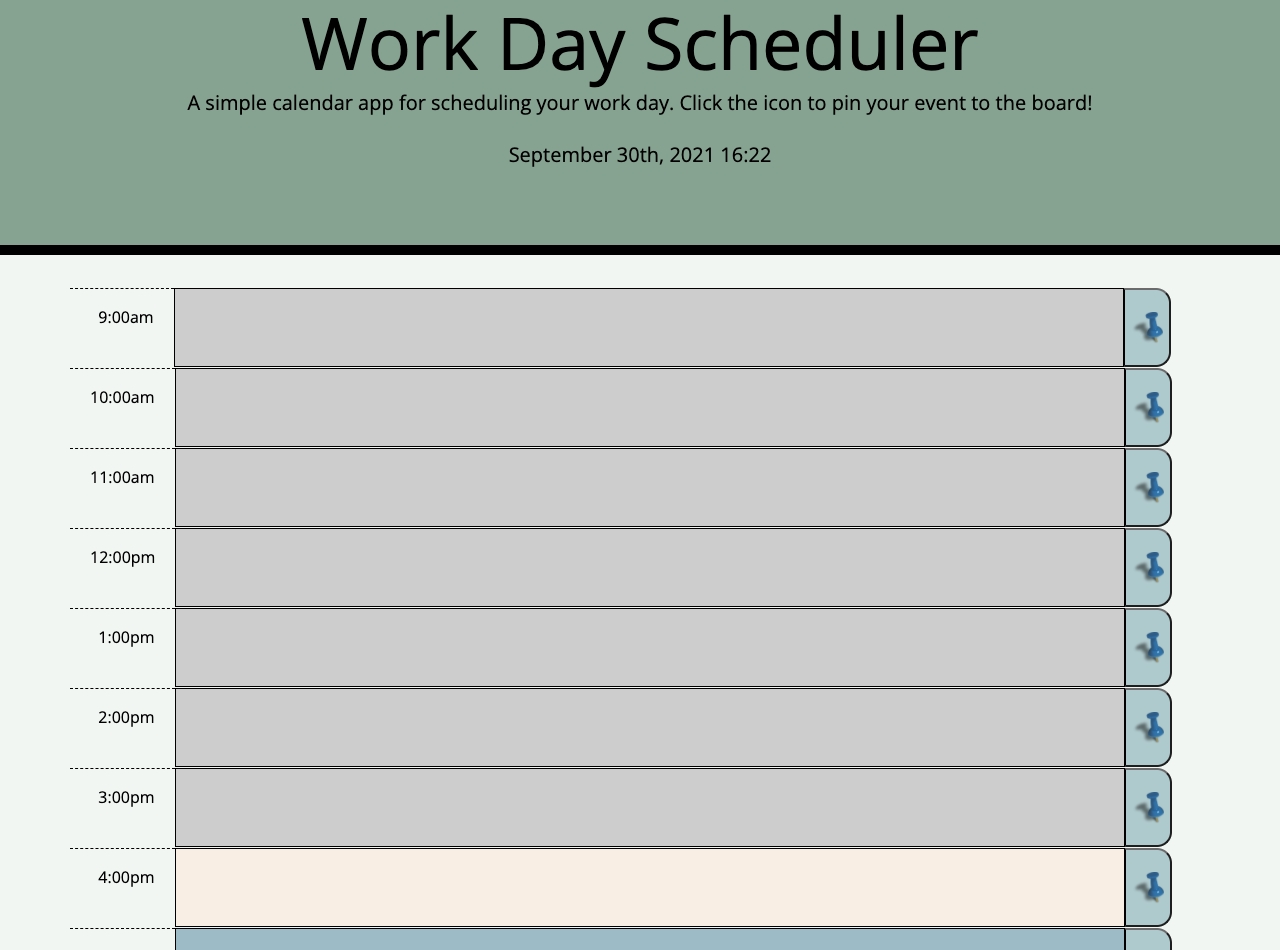 Work Day Scheduler
A simple calendar app for scheduling your work day. Click the icon to pin your event to the board!
September 30th, 2021 16:22
9:00am
10:00am
11:00am
12:00pm
1:00pm
2:00pm
3:00pm
4:00pm